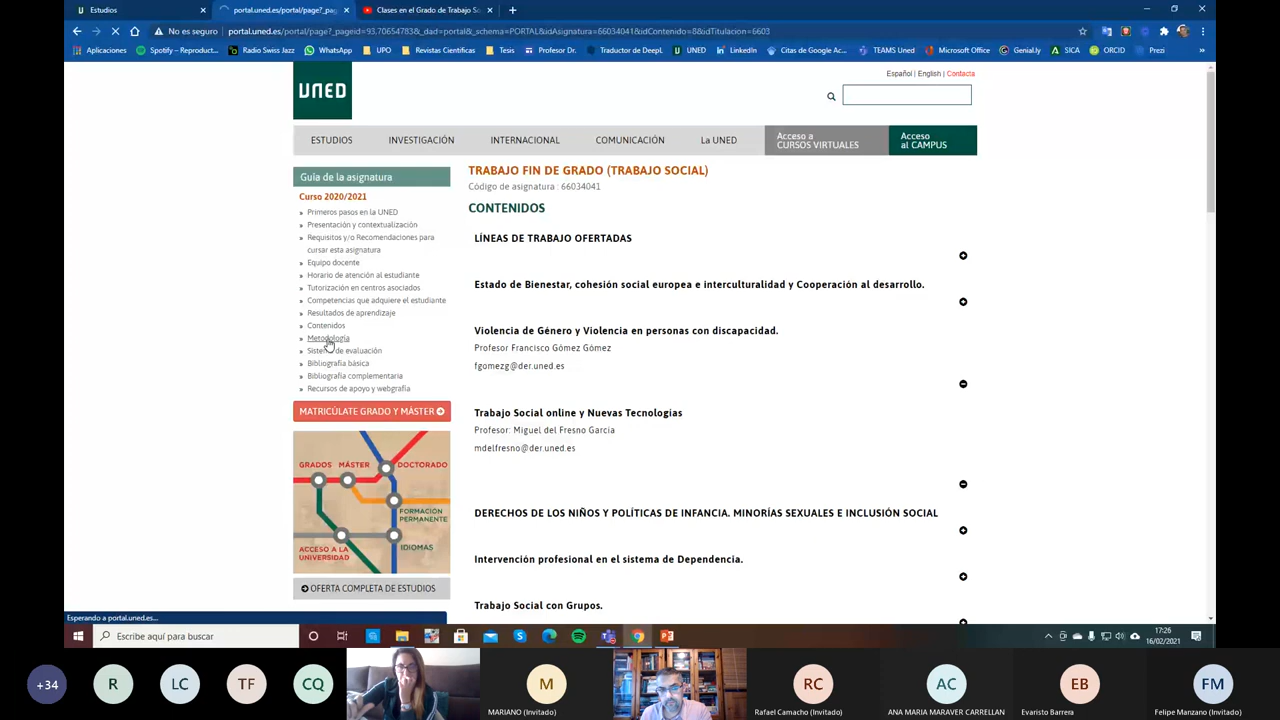 Estudios
portal.uned.es/portal/page?_pag
Clases en el Grado de Trabajo So
No es seguro
portal.uned.es/portal/page?_pageid=93,70654783&_dad=portal&_schema=PORTAL&idAsignatura=66034041&idContenido=8&idTitulacion=6603
Aplicaciones
Spotify – Reproduct...
Radio Swiss Jazz
WhatsApp
UPO
Revistas Científicas
Tesis
Profesor Dr.
Traductor de DeepL
UNED
LinkedIn
Citas de Google Ac...
TEAMS Uned
Microsoft Office
Genial.ly
SICA
ORCID
Prezi
UNED
Español | English | Contacta
ESTUDIOS
INVESTIGACIÓN
INTERNACIONAL
COMUNICACIÓN
La UNED
Acceso a
CURSOS VIRTUALES
Acceso
al CAMPUS
Guía de la asignatura
Curso 2020/2021
Primeros pasos en la UNED
Presentación y contextualización
Requisitos y/o Recomendaciones para
cursar esta asignatura
Equipo docente
Horario de atención al estudiante
Tutorización en centros asociados
Competencias que adquiere el estudiante
Resultados de aprendizaje
Contenidos
Metodología
Sistema de evaluación
Bibliografía básica
Bibliografía complementaria
Recursos de apoyo y webgrafía
MATRICÚLATE GRADO Y MÁSTER
GRADOS MÁSTER DOCTORADO
FORMACIÓN
PERMANENTE
ACCESO A LA
UNIVERSIDAD
IDIOMAS
OFERTA COMPLETA DE ESTUDIOS
TRABAJO FIN DE GRADO (TRABAJO SOCIAL)
Código de asignatura : 66034041
CONTENIDOS
LÍNEAS DE TRABAJO OFERTADAS
Estado de Bienestar, cohesión social europea e interculturalidad y Cooperación al desarrollo.
Violencia de Género y Violencia en personas con discapacidad.
Profesor Francisco Gómez Gómez
fgomezg@der.uned.es
Trabajo Social online y Nuevas Tecnologías
Profesor: Miguel del Fresno García
mdelfresno@der.uned.es
DERECHOS DE LOS NIÑOS Y POLÍTICAS DE INFANCIA. MINORÍAS SEXUALES E INCLUSIÓN SOCIAL
Intervención profesional en el sistema de Dependencia.
Trabajo Social con Grupos.
Esperando a portal.uned.es...
Escribe aquí para buscar
17:26
16/02/2021
+34
R
LC
TF
CQ
M
RC
AC
EB
FM
MARIANO (Invitado)
Rafael Camacho (Invitado)
ANA MARIA MARAVER CARRELLAN
Evaristo Barrera
Felipe Manzano (Invitado)